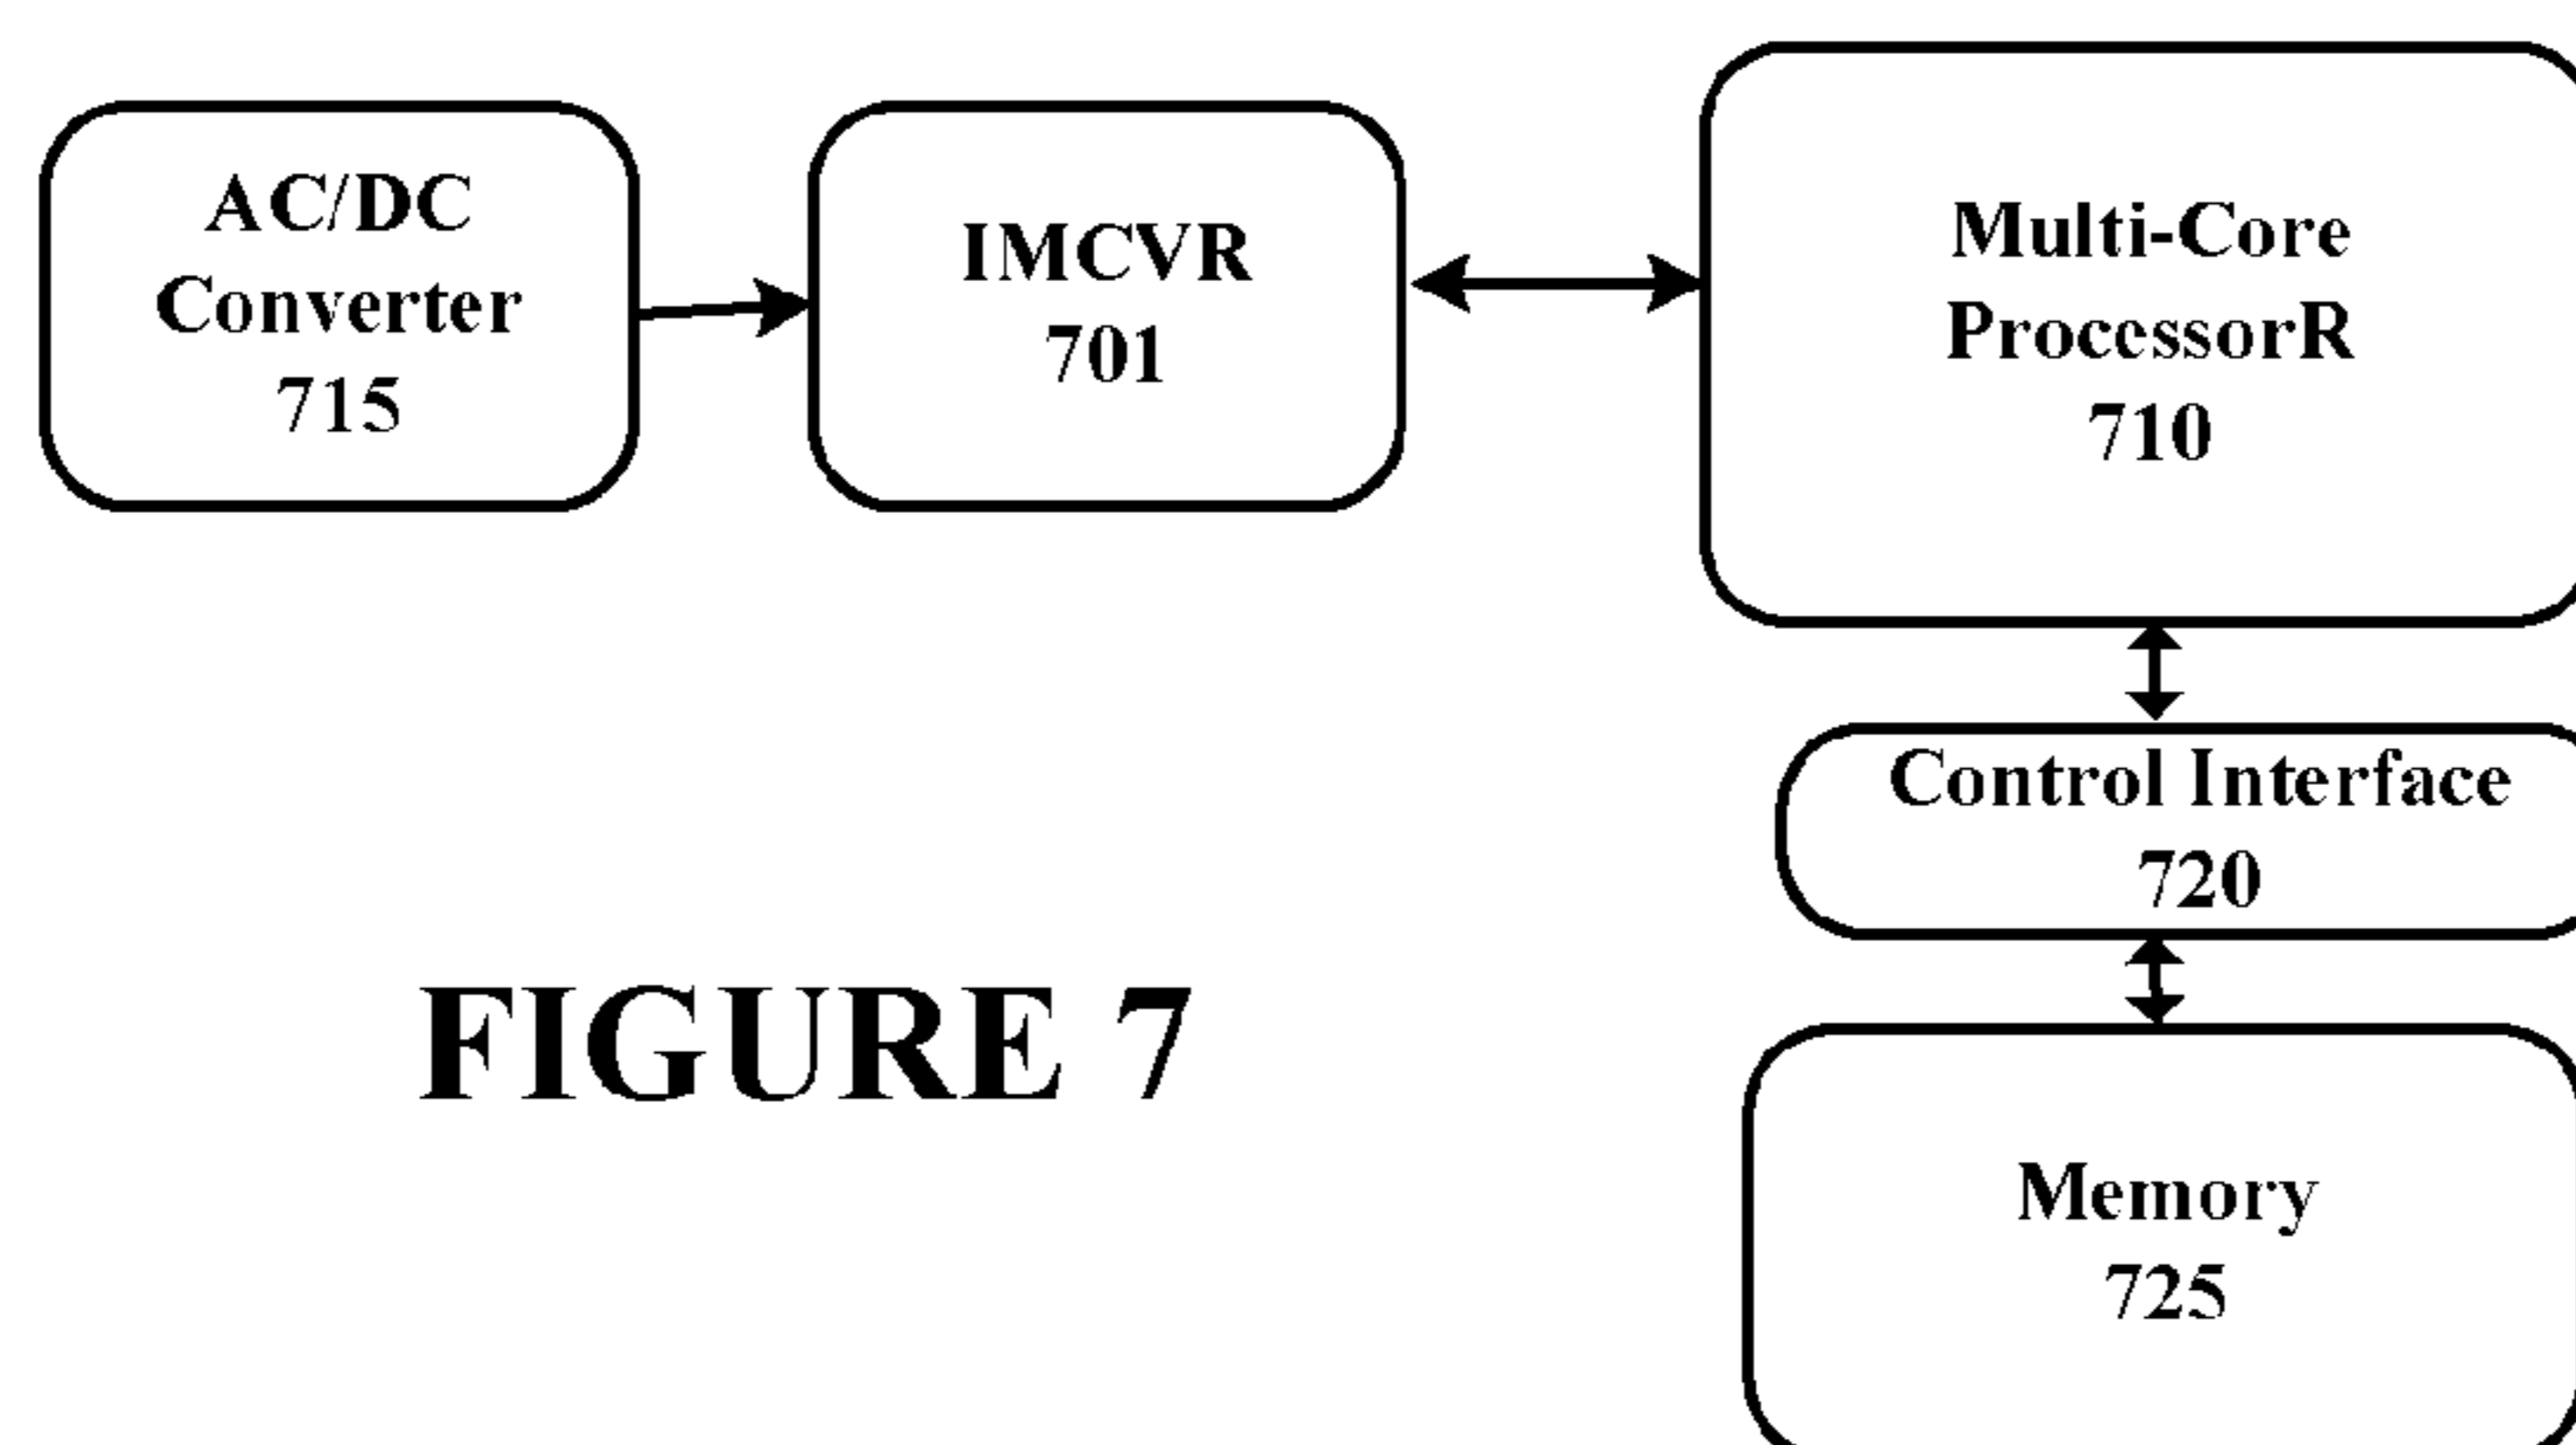 AC/DC
Converter
715
IMCVR
701
Multi-Core
ProcessorR
710
Control Interface
720
FIGURE 7
Memory
725